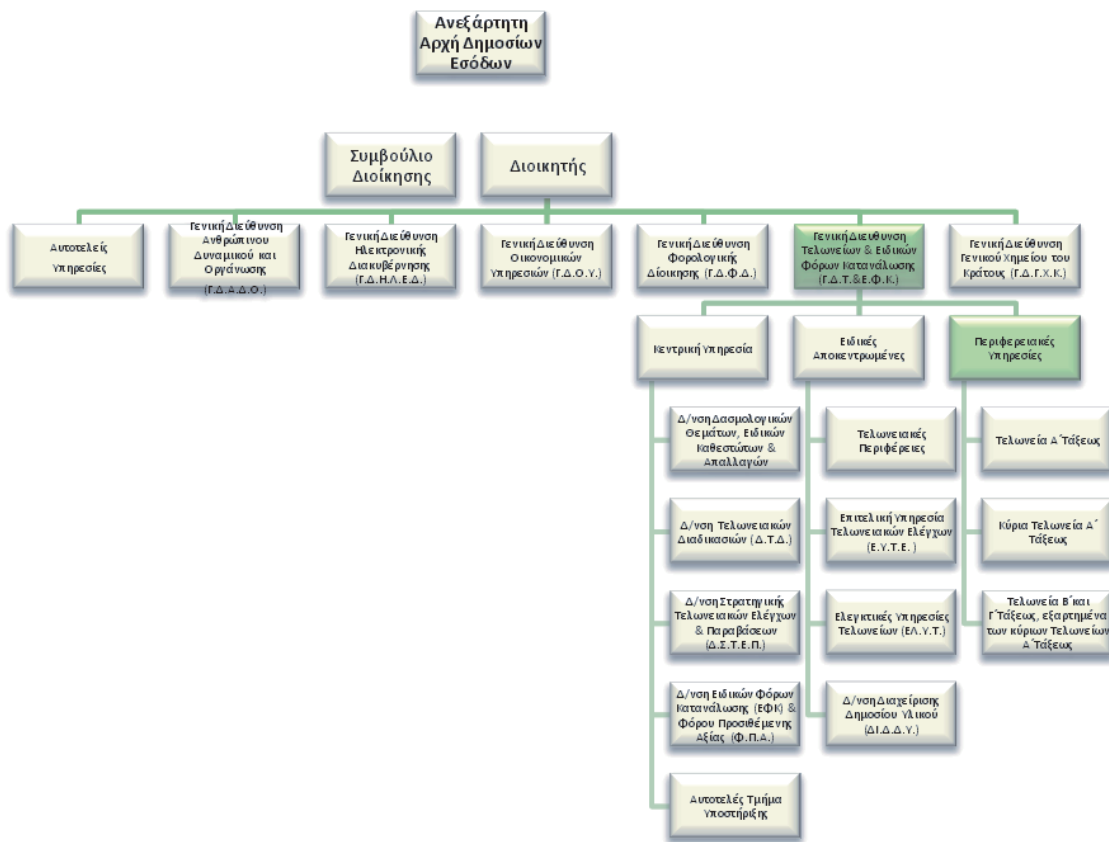 Ανεξάρτητη
Αρχή Δημοσίων
Εσόδων
Συμβούλιο
Διοίκησης
Διοικητής
Αυτοτελείς
Υπηρεσίες
Γενική Διεύθυνση
Ανθρώπινου
Δυναμικού και
Οργάνωσης
(Γ.Δ.Α.Δ.Ο.)
Γενική Διεύθυνση
Ηλεκτρονικής
Διακυβέρνησης
(Γ.Δ.Η.Λ.Ε.Δ.)
Γενική Διεύθυνση
Οικονομικών
Υπηρεσιών (Γ.Δ.Ο.Υ.)
Γενική Διεύθυνση
Φορολογικής
Δίοικησης (Γ.Δ.Φ.Δ.)
Γενική Διευθυνση
Τελωνείων & Ειδικών
Φόρων Κατανάλωσης
(Γ.Δ.Τ.&Ε.Φ.Κ.)
Γενική Διεύθυνση
Γενικού Χημείου του
Κράτους (Γ.Δ.Γ.Χ.Κ.)
Κεντρική Υπηρεσία
Ειδικές
Αποκεντρωμένες
Περιφερειακές
Υπηρεσίες
Δ/νση Δασμολογικών
Θεμάτων, Ειδικών
Καθεστώτων &
Απαλλαγών
Τελωνειακές
Περιφέρειες
Τελωνεία Α΄Τάξεως
Δ/νση Τελωνειακών
Διαδικασιών (Δ.Τ.Δ.)
Επιτελική Υπηρεσία
Τελωνειακών Ελέγχων
(Ε.Υ.Τ.Ε. )
Κύρια Τελωνεία Α΄
Τάξεως
Δ/νση Στρατηγικής
Τελωνειακών Ελέγχων
& Παραβάσεων
(Δ.Σ.Τ.Ε.Π.)
Ελεγκτικές Υπηρεσίες
Τελωνείων (ΕΛ.Υ.Τ.)
Τελωνεία Β΄και
Γ΄Τάξεως, εξαρτημένα
των κύριων Τελωνείων
Α΄Τάξεως
Δ/νση Ειδικών Φόρων
Κατανάλωσης (ΕΦΚ) &
Φόρου Προσιθέμενης
Αξίας (Φ.Π.Α.)
Δ/νση Διαχείρισης
Δημοσίου Υλικού
(ΔΙ.Δ.Δ.Υ.)
Αυτοτελές Τμήμα
Υποστήριξης